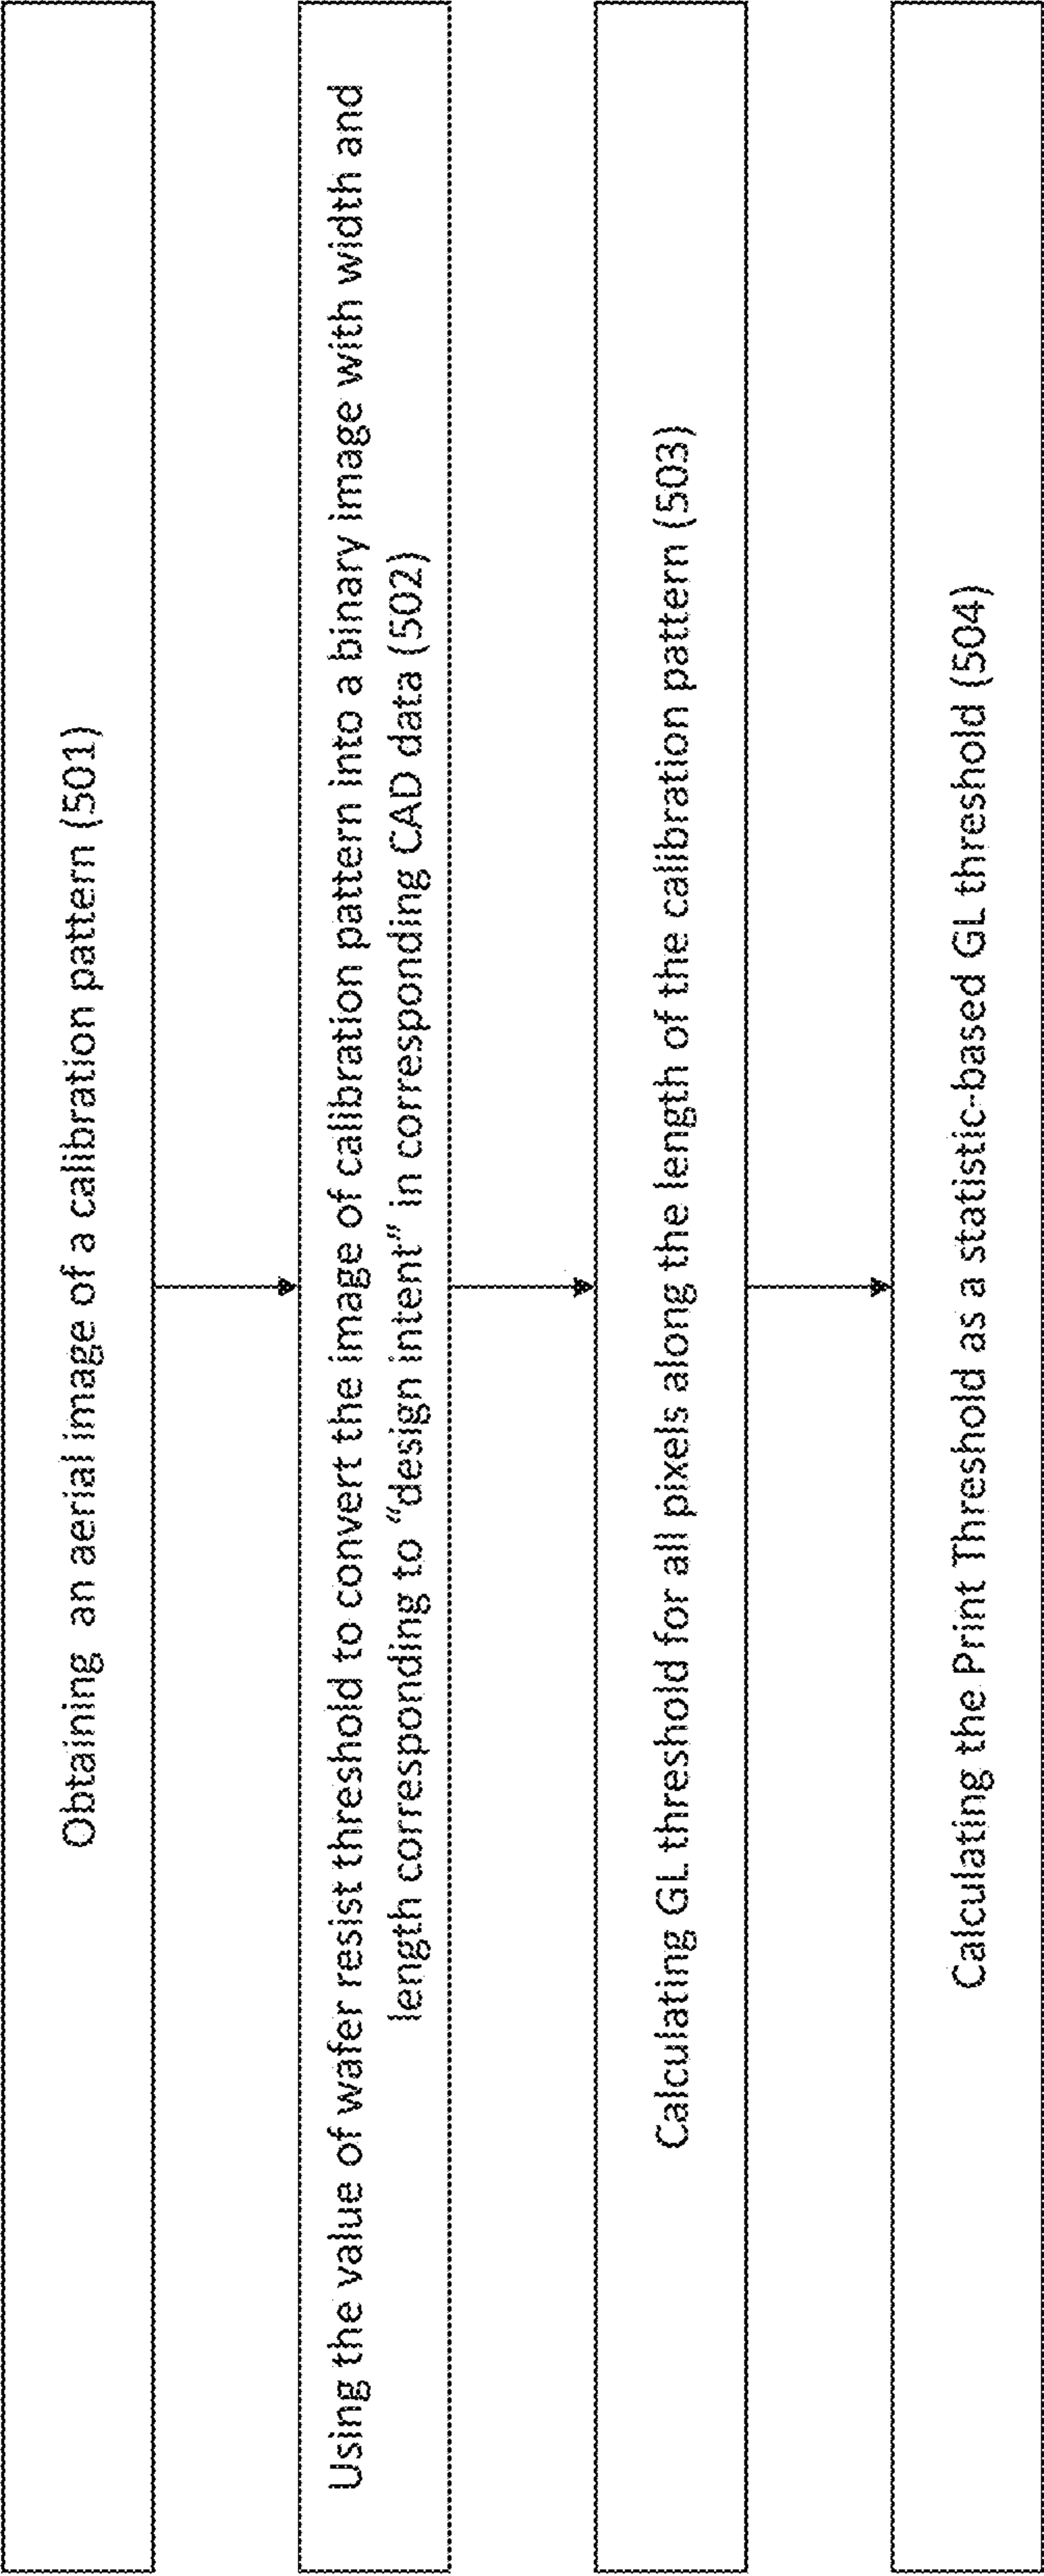 Obtaining an aerial image of a calibration pattern (501)
Using the value of wafer resist threshold to convert the image of calibration pattern into a binary image with width and
length corresponding to “design intent” in corresponding CAD data (502)
Calculating GL threshold for all pixels along the length of the calibration pattern (503)
Calculating the Print Threshold as a statistic-based GL threshold (504)